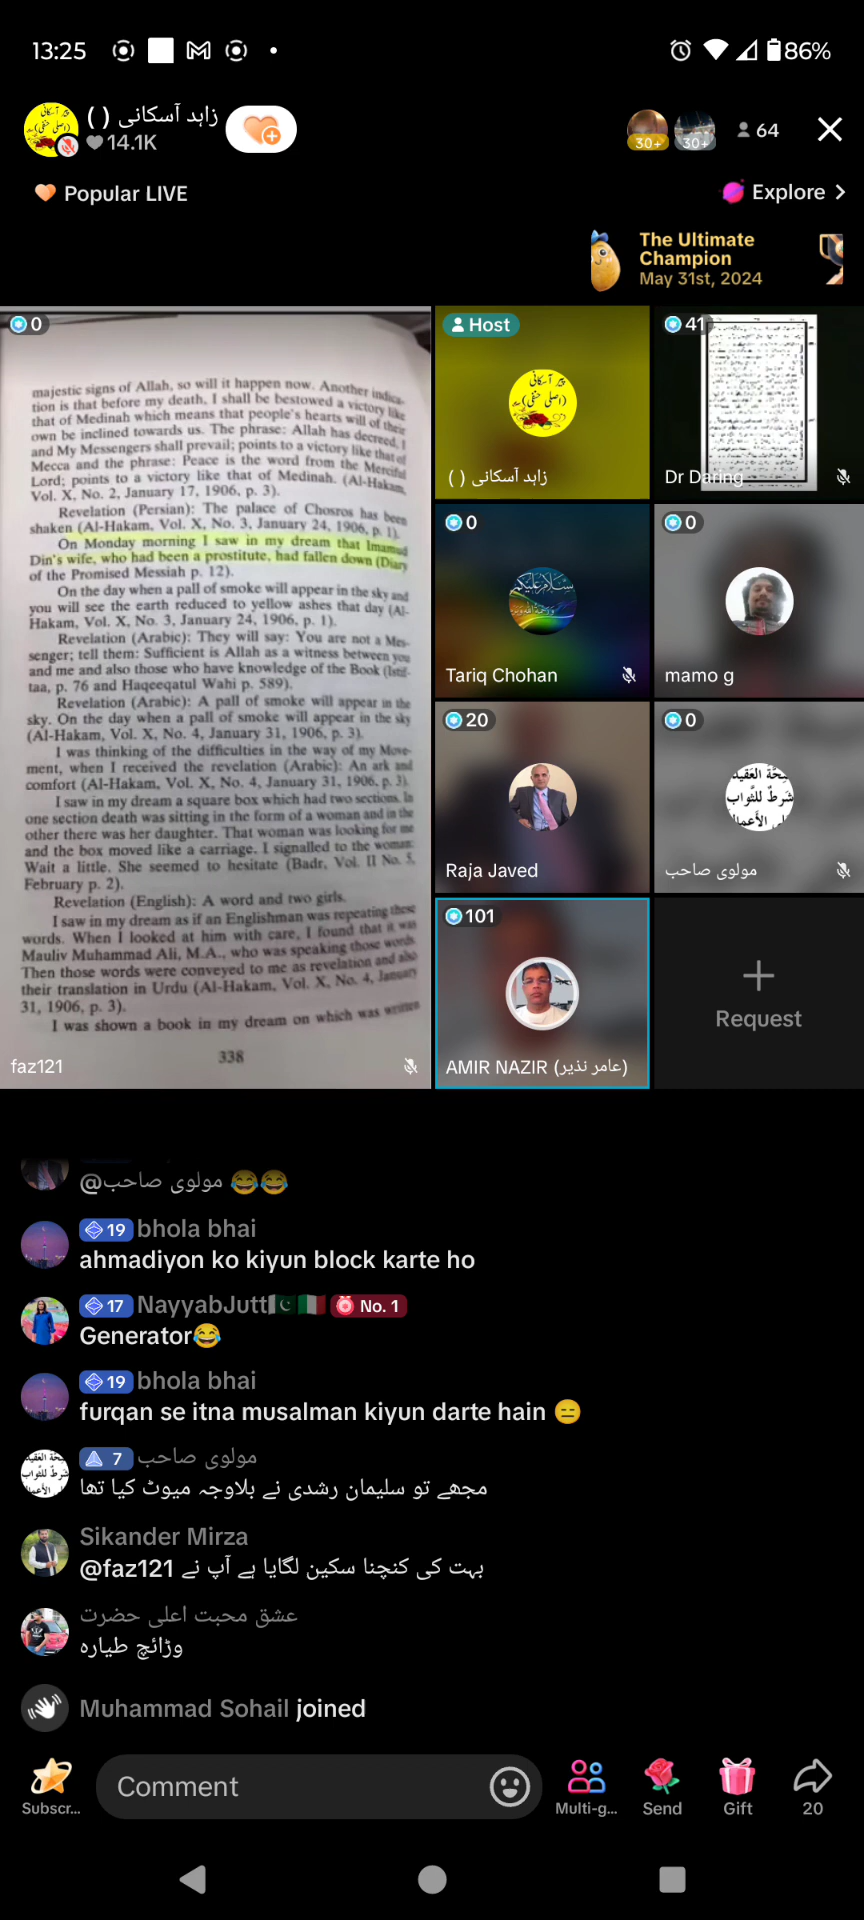 13:25
86%
زاہد آسکانی ( )
14.1K
30+
30+
64
Popular LIVE
Explore >
The Ultimate
Champion
May 31st, 2024
0
majestic signs of Allah, so will it happen now. Another indica-
tion is that before my death, I shall be bestowed a victory like
that of Medinah which means that people's hearts will of their
own be inclined towards us. The phrase: Allah has decreed, I
and My Messengers shall prevail; points to a victory like that of
Mecca and the phrase: Peace is the word from the Merciful
Lord; points to a victory like that of Medinah. (Al-Hakam,
Vol. X, No. 2, January 17, 1906, p. 3).
Revelation (Persian): The palace of Chosros has been
shaken (Al-Hakam, Vol. X, No. 3, January 24, 1906, p. 1).
On Monday morning I saw in my dream that Imamud
Din's wife, who had been a prostitute, had fallen down (Diary
of the Promised Messiah p. 12).
On the day when a pall of smoke will appear in the sky and
you will see the earth reduced to yellow ashes that day (Al-
Hakam, Vol. X, No. 3, January 24, 1906, p. 1).
Revelation (Arabic): They will say: You are not a Mes-
senger; tell them: Sufficient is Allah as a witness between you
and me and also those who have knowledge of the Book (Istif-
taa, p. 76 and Haqeeqatul Wahi p. 589).
Revelation (Arabic): A pall of smoke will appear in the
sky. On the day when a pall of smoke will appear in the sky
(Al-Hakam, Vol. X, No. 4, January 31, 1906, p. 3).
I was thinking of the difficulties in the way of my Move-
ment, when I received the revelation (Arabic): An ark and
comfort (Al-Hakam, Vol. X, No. 4, January 31, 1906, p. 3).
I saw in my dream a square box which had two sections. In
one section death was sitting in the form of a woman and in the
other there was her daughter. That woman was looking for me
and the box moved like a carriage. I signalled to the woman:
Wait a little. She seemed to hesitate (Badr, Vol. II No. 5,
February p. 2).
Revelation (English): A word and two girls.
I saw in my dream as if an Englishman was repeating these
words. When I looked at him with care, I found that it was
Mauliv Muhammad Ali, M.A., who was speaking those words.
Then those words were conveyed to me as revelation and also
their translation in Urdu (Al-Hakam, Vol. X, No. 4, January
31, 1906, p. 3).
I was shown a book in my dream on which was written
338
faz121
Host
پیر آسکانی
(اصلی حنفی)
زاہد آسکانی ( )
41
Dr Daring
0
Tariq Chohan
0
mamo g
20
Raja Javed
0
شرطٌ للثَّواب
مولوی صاحب
101
AMIR NAZIR (عامر نذیر)
Request
@مولوی صاحب 😂😂
19 bhola bhai
ahmadiyon ko kiyun block karte ho
17 NayyabJutt🇵🇰🇮🇹 No. 1
Generator😂
19 bhola bhai
furqan se itna musalman kiyun darte hain 😑
7 مولوی صاحب
مجھے تو سلیمان رشدی نے بلاوجہ میوٹ کیا تھا
Sikander Mirza
@faz121 بہت کی کنچنا سکین لگایا ہے آپ نے
عشق محبت اعلی حضرت
وڑائچ طیارہ
Muhammad Sohail joined
Subscr...
Comment
Multi-g...
Send
Gift
20